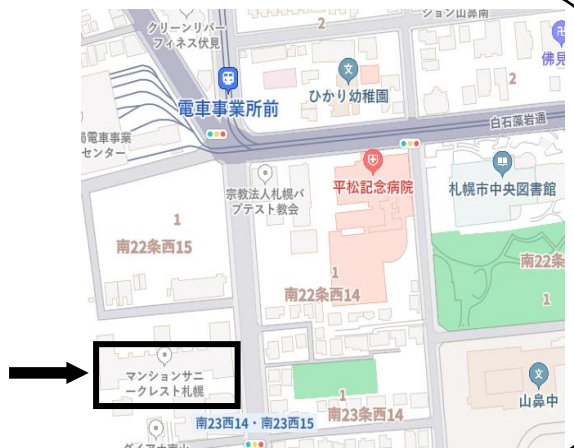 ション山鼻南
クリーンリバー
フィネス伏見
2
佛見
ひかり幼稚園
2
電車事業所前
白石藻岩通
局電車事業
センター
宗教法人札幌バ
プテスト教会
平松記念病院
札幌市中央図書館
1
南22条西15
1
南22条西14
南22条
1
マンションサニ
ークレスト札幌
1
南23条西14
山鼻中
南23西14・南23西15